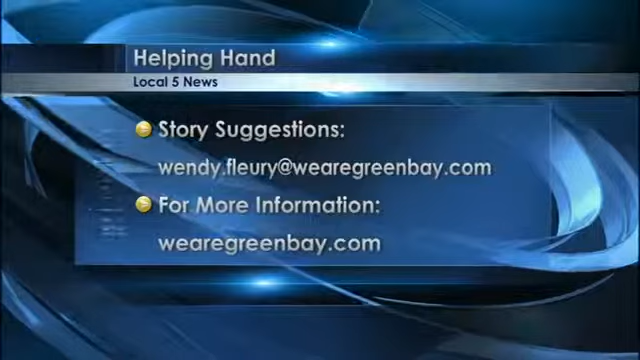 Helping Hand
Local 5 News
Story Suggestions:
wendy.fleury@wearegreenbay.com
For More Information:
wearegreenbay.com